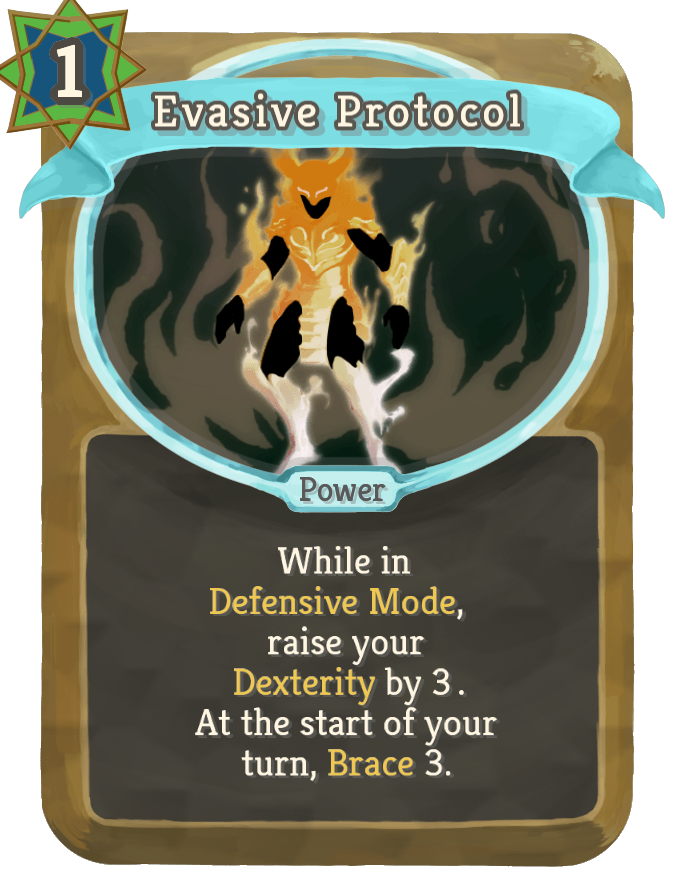 1
Evasive Protocol
Power
While in
Defensive Mode,
raise your
Dexterity by 3.
At the start of your
turn, Brace 3.